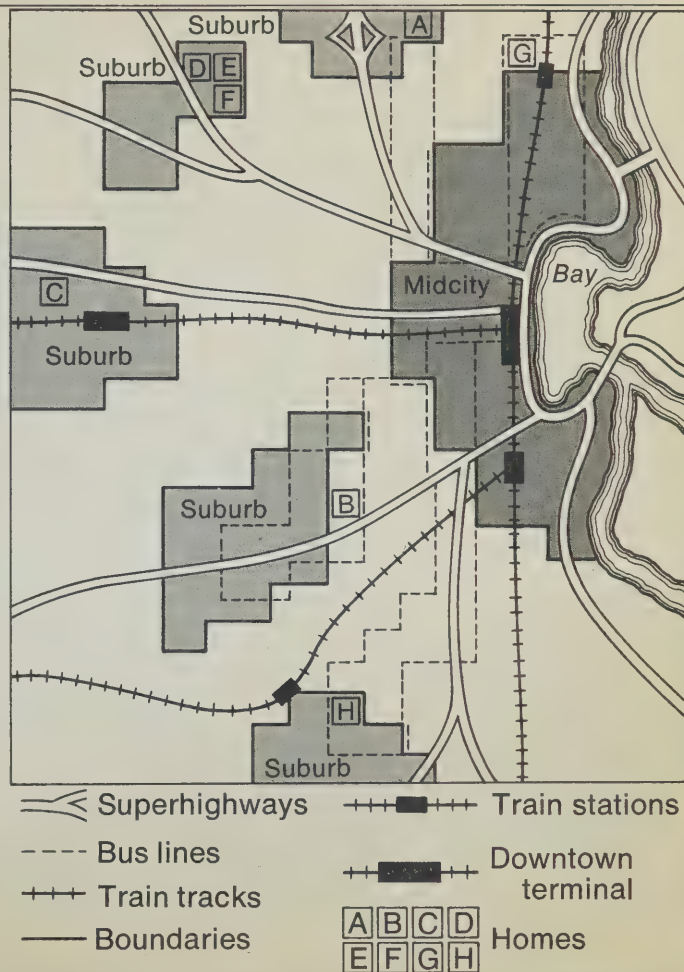 Suburb
A
G
Suburb
D
E
F
Midcity
Bay
C
Suburb
Suburb
B
H
Suburb
Superhighways
Train stations
Bus lines
Downtown
terminal
Train tracks
Boundaries
A B C D
Homes
E F G H